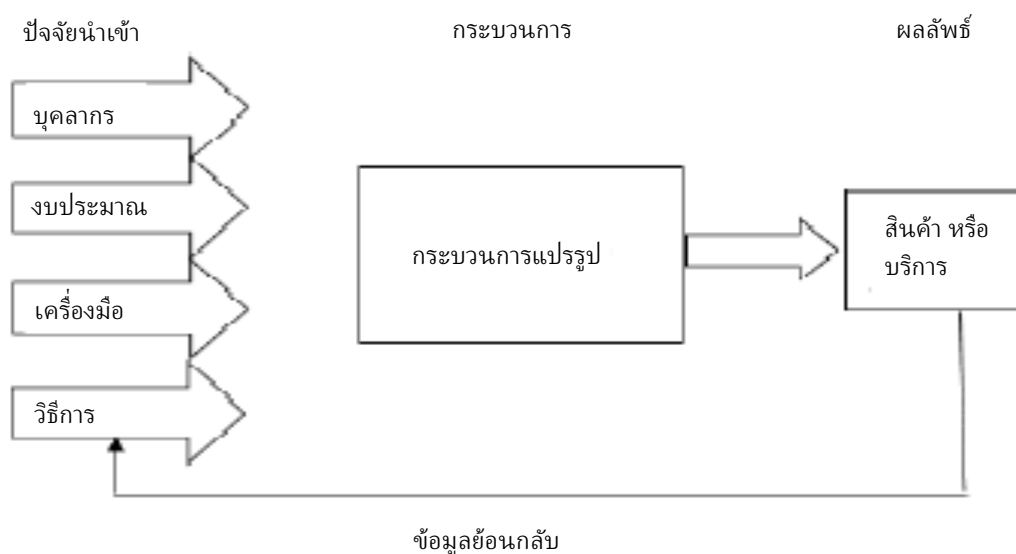 ปัจจัยนำเข้า
กระบวนการ
ผลลัพธ์
บุคลากร
งบประมาณ
เครื่องมือ
วิธีการ
กระบวนการแปรรูป
สินค้า หรือ
บริการ
ข้อมูลย้อนกลับ